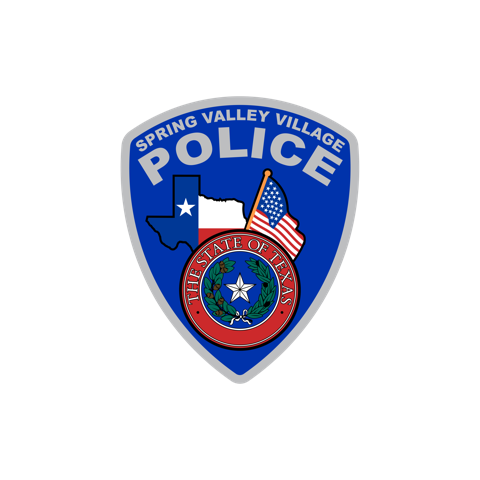 SPRING VALLEY VILLAGE
POLICE
THE STATE OF TEXAS